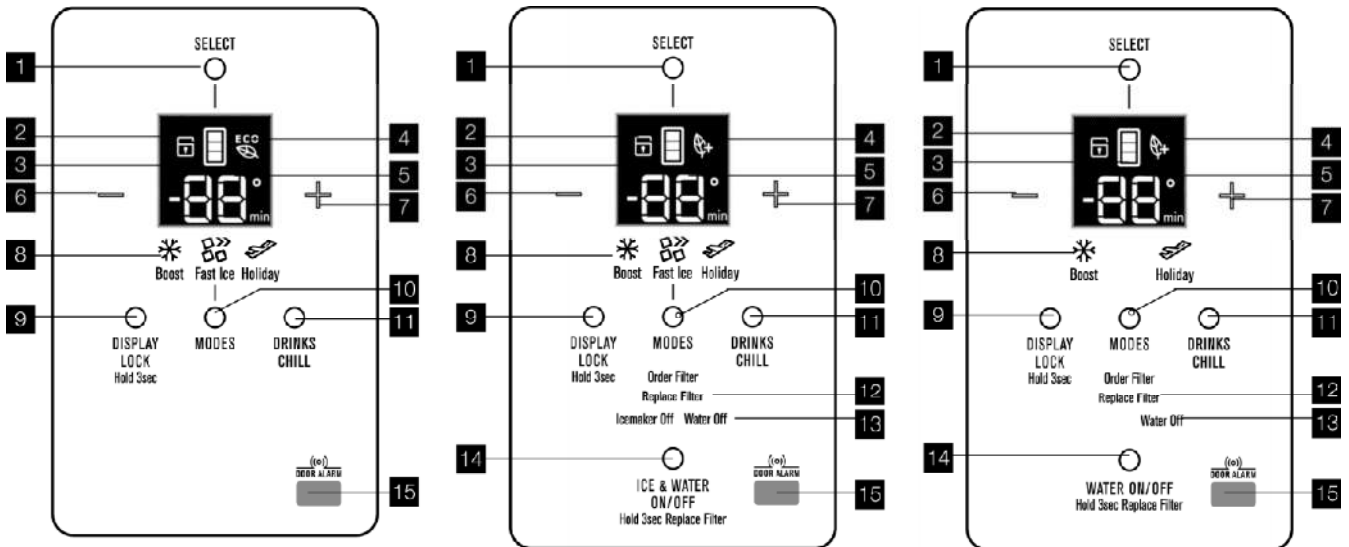 SELECT
1
2
3
4
5
6
7
ECO
-88°
min
8
Boost Fast Ice Holiday
9
10
11
DISPLAY LOCK
Hold 3sec
MODES
DRINKS CHILL
DOOR ALARM
15
SELECT
1
2
3
4
5
6
7
-88°
min
8
Boost Fast Ice Holiday
9
10
11
DISPLAY LOCK
Hold 3sec
MODES
DRINKS CHILL
Order Filter
Replace Filter
12
Icemaker Off Water Off
13
14
ICE & WATER
ON/OFF
Hold 3sec Replace Filter
DOOR ALARM
15
SELECT
1
2
3
4
5
6
7
-88°
min
8
Boost Holiday
9
10
11
DISPLAY LOCK
Hold 3sec
MODES
DRINKS CHILL
Order Filter
Replace Filter
12
Water Off
13
14
WATER ON/OFF
Hold 3sec Replace Filter
DOOR ALARM
15